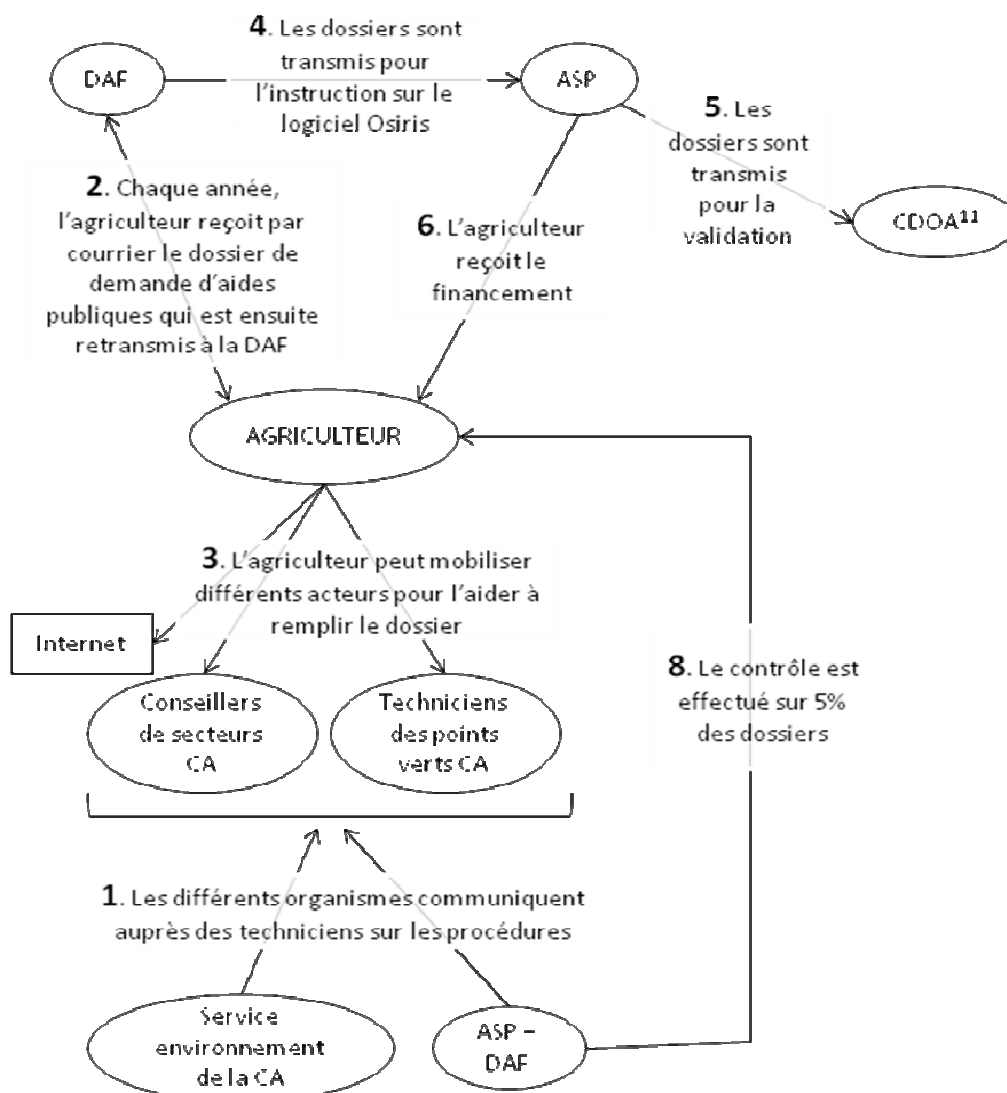 4. Les dossiers sont
transmis pour
l'instruction sur le
logiciel Osiris
DAF
ASP
5. Les
dossiers sont
transmis
pour la
validation
CDOA11
2. Chaque année,
l'agriculteur reçoit par
courrier le dossier de
demande d'aides
publiques qui est ensuite
retransmis à la DAF
6. L'agriculteur
reçoit le
financement
AGRICULTEUR
3. L'agriculteur peut mobiliser
différents acteurs pour l'aider à
remplir le dossier
Internet
Conseillers
de secteurs
CA
Techniciens
des points
verts CA
8. Le contrôle est
effectué sur 5%
des dossiers
1. Les différents organismes communiquent
auprès des techniciens sur les procédures
Service
environnement
de la CA
ASP –
DAF